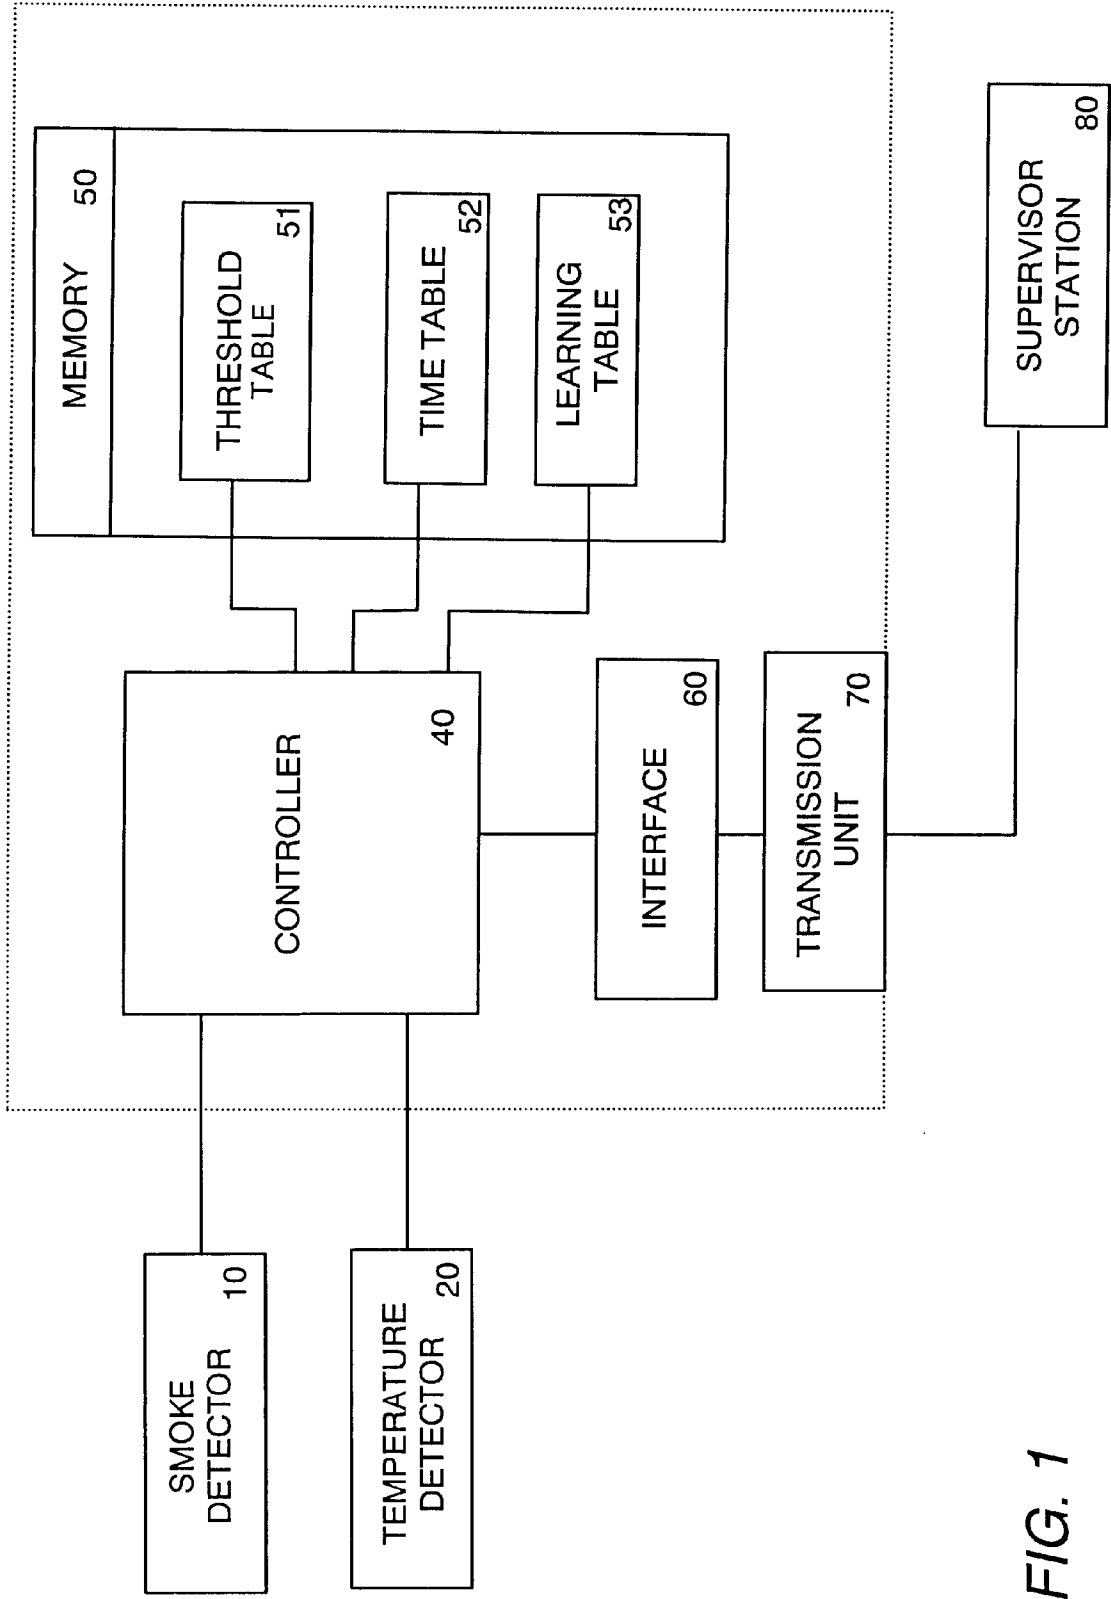 SMOKE
DETECTOR
10
TEMPERATURE
DETECTOR
20
CONTROLLER
40
MEMORY
50
THRESHOLD
TABLE
51
TIME TABLE
52
LEARNING
TABLE
53
INTERFACE
60
TRANSMISSION
UNIT
70
SUPERVISOR
STATION
80
FIG. 1